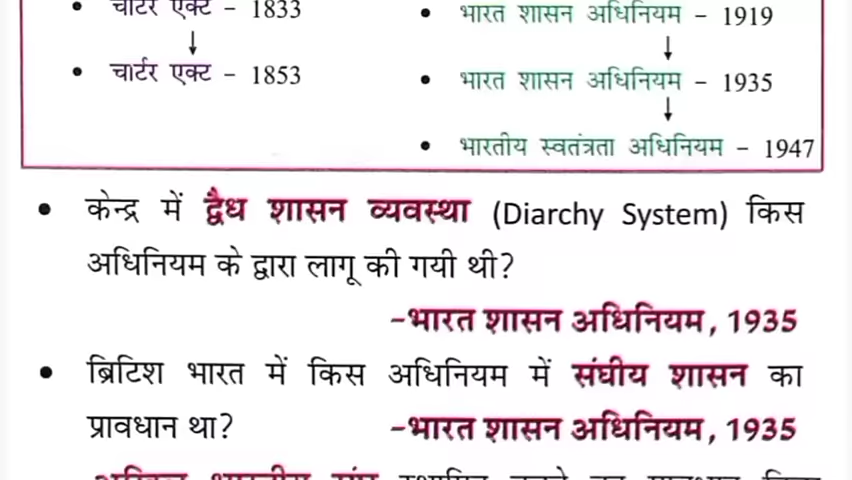 • चार्टर एक्ट – 1833
↓
• चार्टर एक्ट – 1853
• भारत शासन अधिनियम – 1919
↓
• भारत शासन अधिनियम – 1935
↓
• भारतीय स्वतंत्रता अधिनियम – 1947
• केन्द्र में द्वैध शासन व्यवस्था (Diarchy System) किस
अधिनियम के द्वारा लागू की गयी थी?
-भारत शासन अधिनियम, 1935
• ब्रिटिश भारत में किस अधिनियम में संघीय शासन का
प्रावधान था? -भारत शासन अधिनियम, 1935